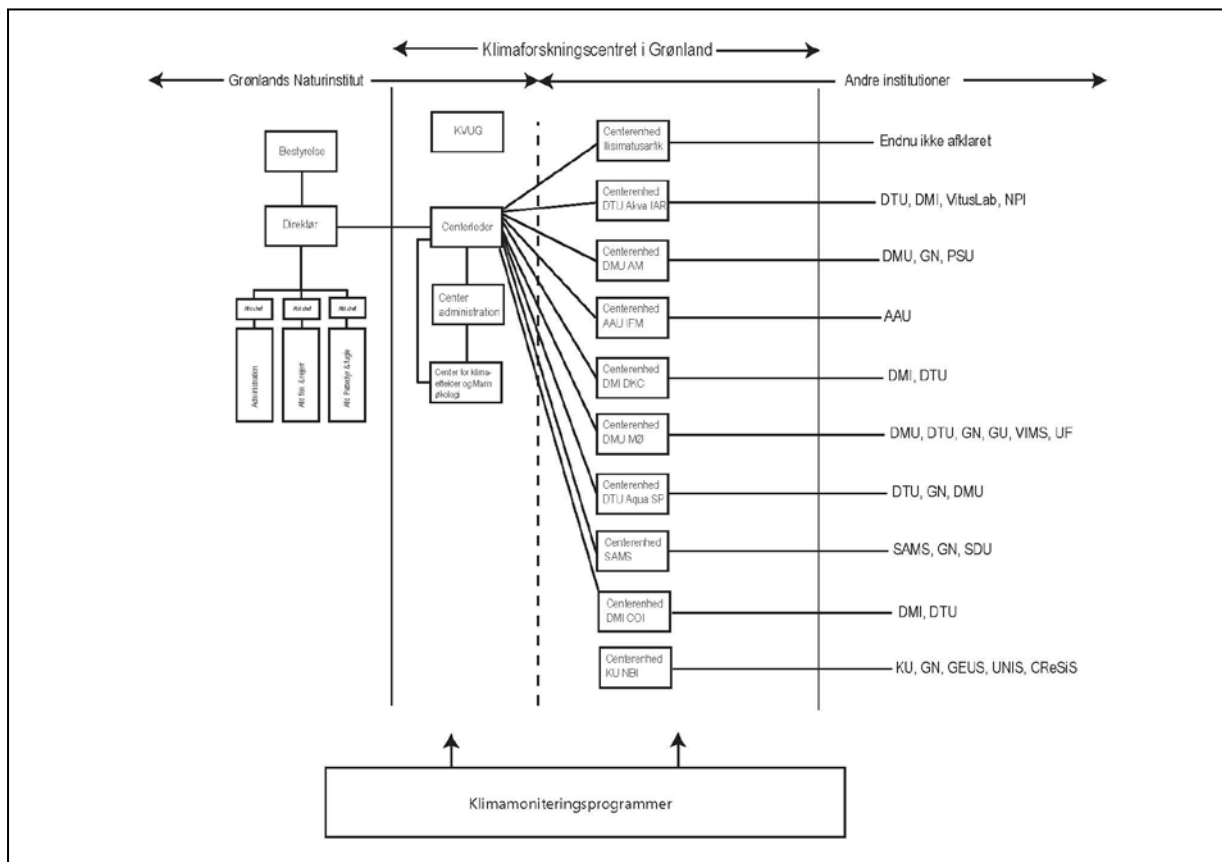 Klimaforskningscentret i Grønland
Grønlands Naturinstitut
Andre institutioner
KVUG
Bestyrelse
Direktør
Centerleder
Center
administration
Center for klima-
effekter og Marin
økologi
Administration
Afd. Pattedyr & fugle
Centerenhed
Ilisimatusarfik
Endnu ikke afklaret
Centerenhed
DTU Akva IAR
DTU, DMI, VitusLab, NPI
Centerenhed
DMU AM
DMU, GN, PSU
Centerenhed
AAU IFM
AAU
Centerenhed
DMI DKC
DMI, DTU
Centerenhed
DMU MØ
DMU, DTU, GN, GU, VIMS, UF
Centerenhed
DTU Aqua SP
DTU, GN, DMU
Centerenhed
SAMS
SAMS, GN, SDU
Centerenhed
DMI COI
DMI, DTU
Centerenhed
KU NBI
KU, GN, GEUS, UNIS, CReSiS
Klimamoniteringsprogrammer